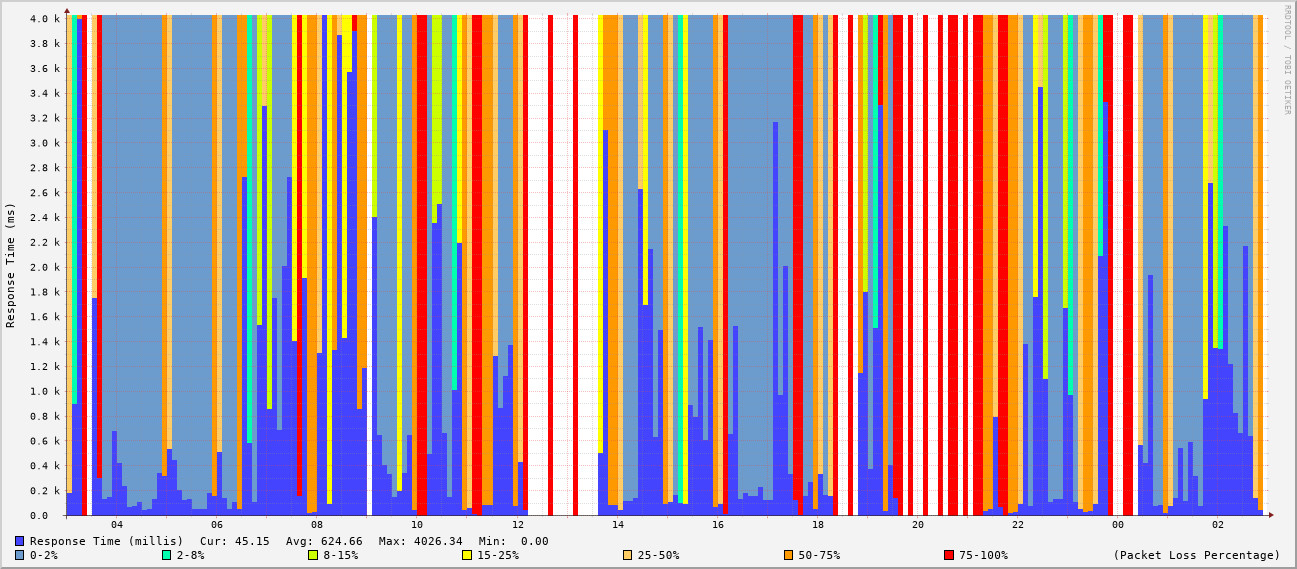 RRDTOOL / TOBI OETIKER
Response Time (ms)
4.0 k
3.8 k
3.6 k
3.4 k
3.2 k
3.0 k
2.8 k
2.6 k
2.4 k
2.2 k
2.0 k
1.8 k
1.6 k
1.4 k
1.2 k
1.0 k
0.8 k
0.6 k
0.4 k
0.2 k
0.0
04 06 08 10 12 14 16 18 20 22 00 02
Response Time (millis) Cur: 45.15 Avg: 624.66 Max: 4026.34 Min: 0.00
0-2% 2-8% 8-15% 15-25% 25-50% 50-75% 75-100% (Packet Loss Percentage)